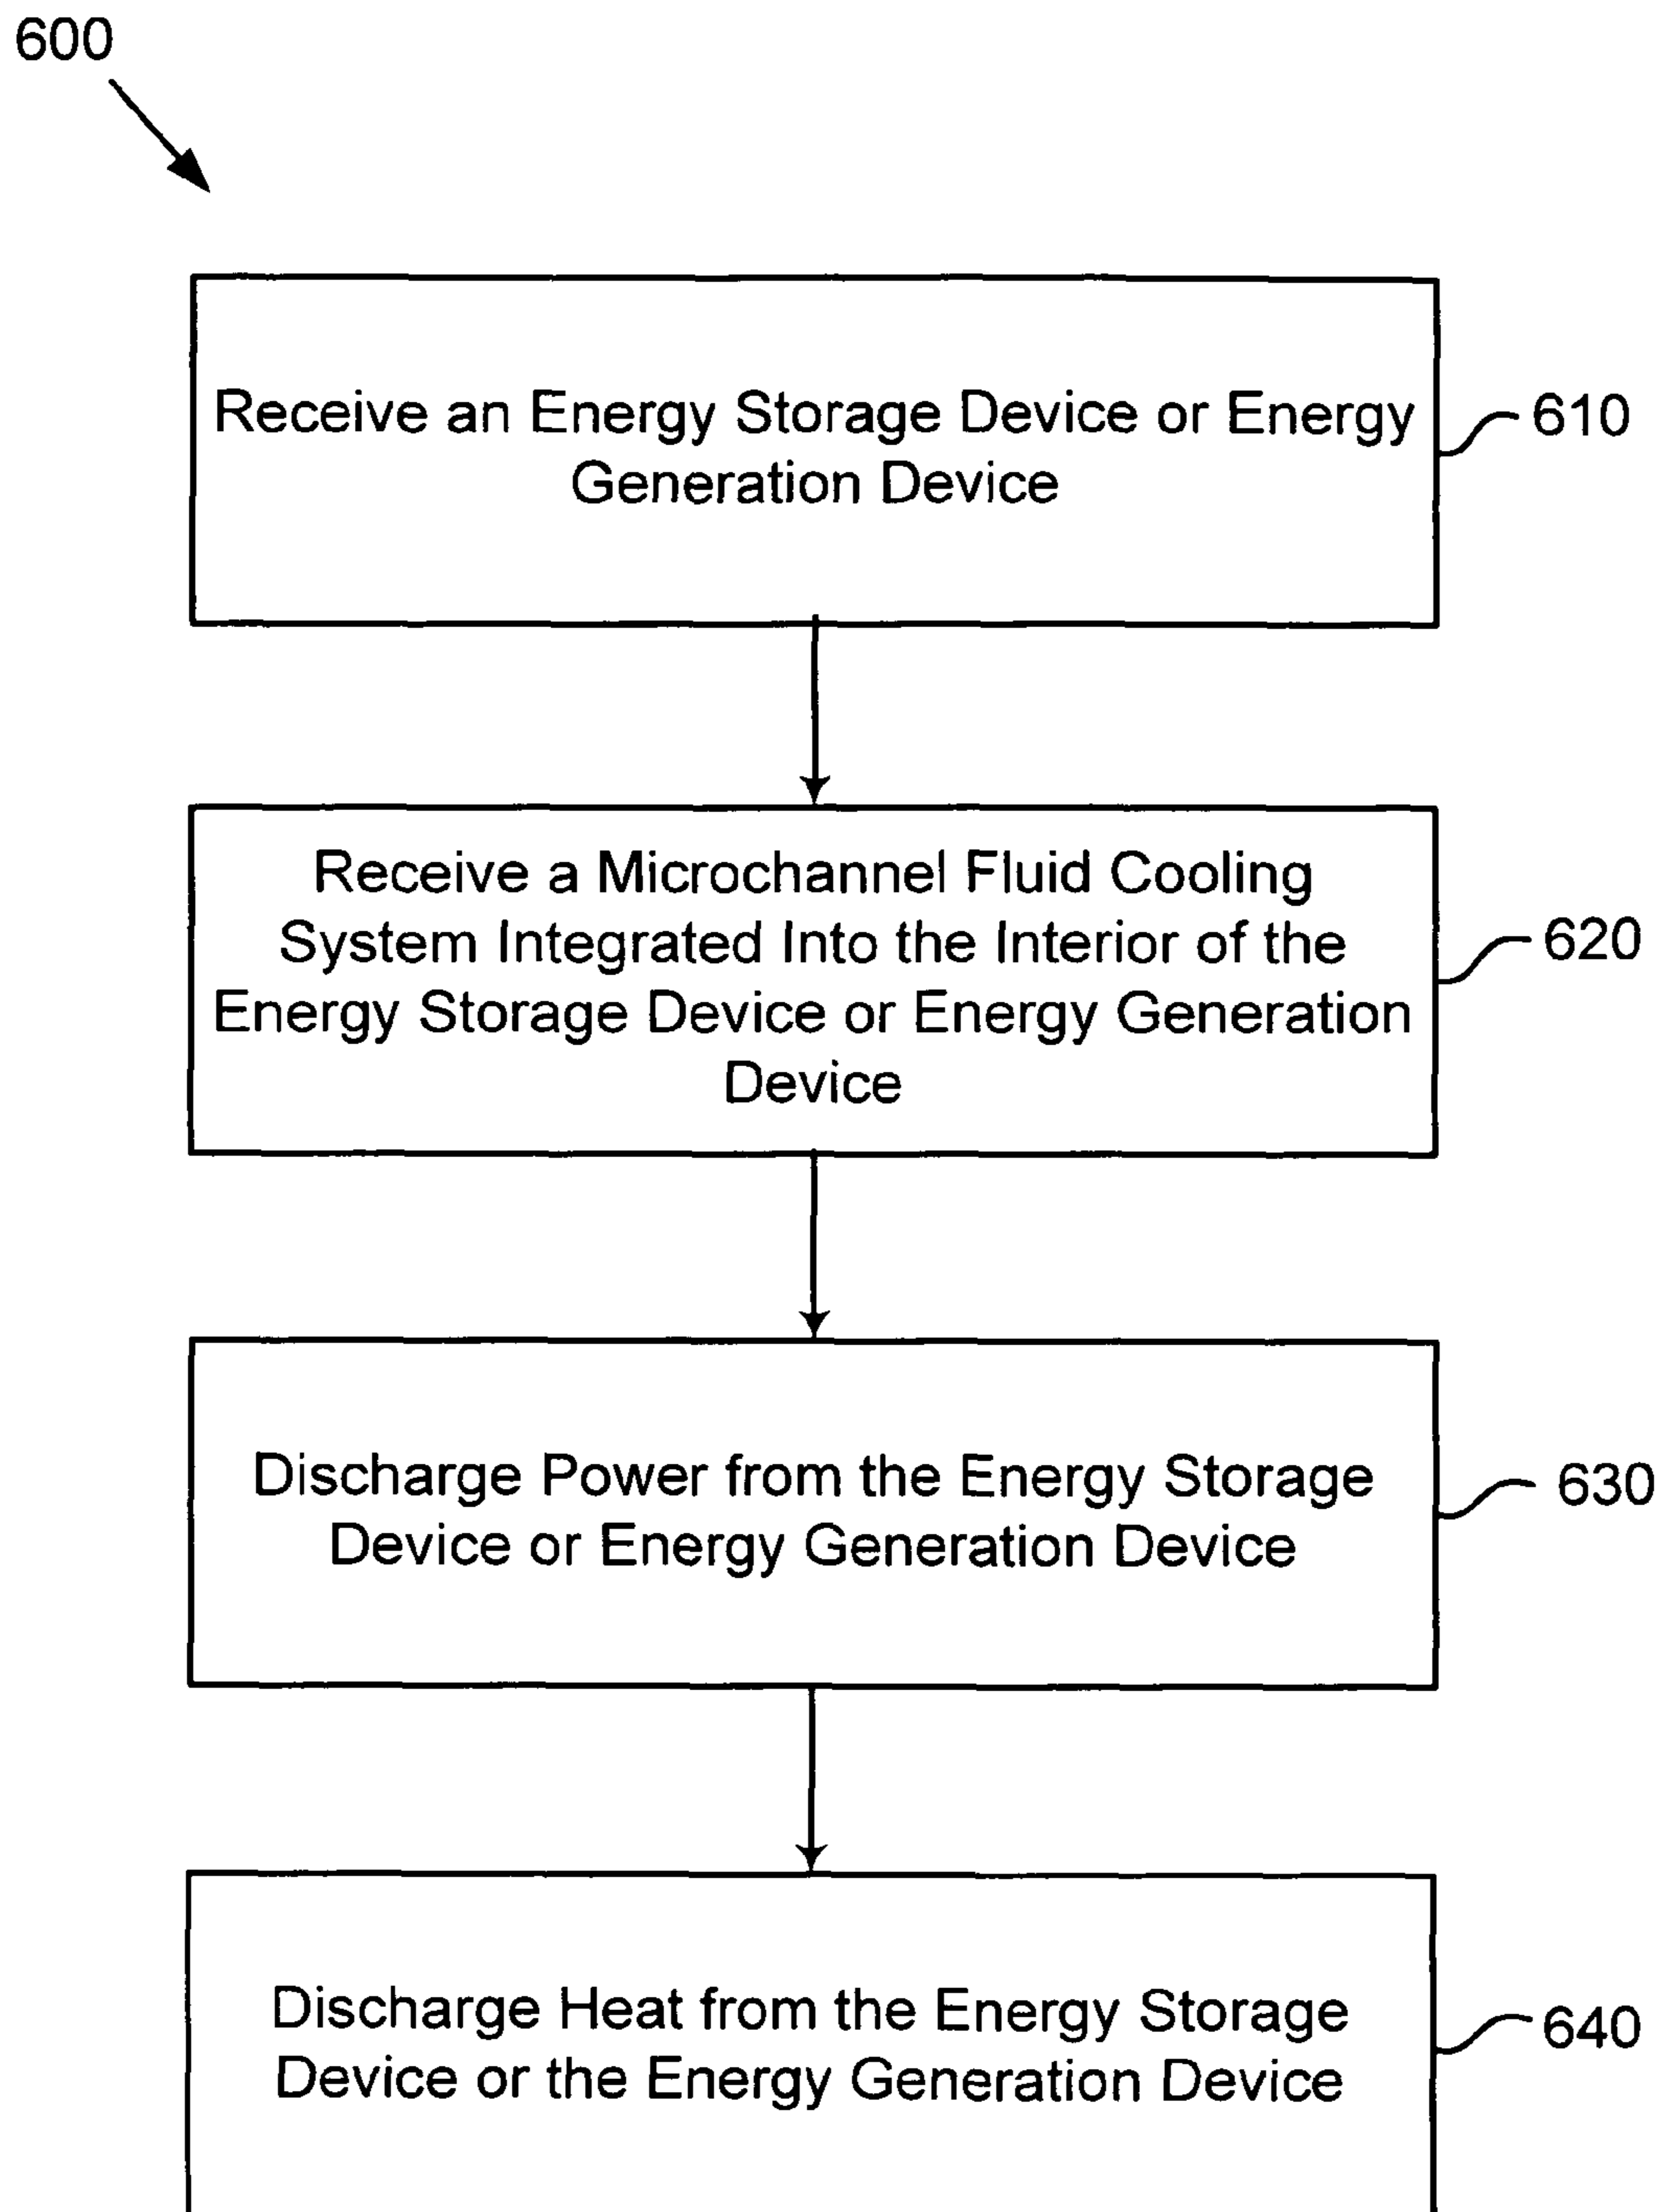 600
Receive an Energy Storage Device or Energy
Generation Device
610
Receive a Microchannel Fluid Cooling
System Integrated Into the Interior of the
Energy Storage Device or Energy Generation
Device
620
Discharge Power from the Energy Storage
Device or Energy Generation Device
630
Discharge Heat from the Energy Storage
Device or the Energy Generation Device
640